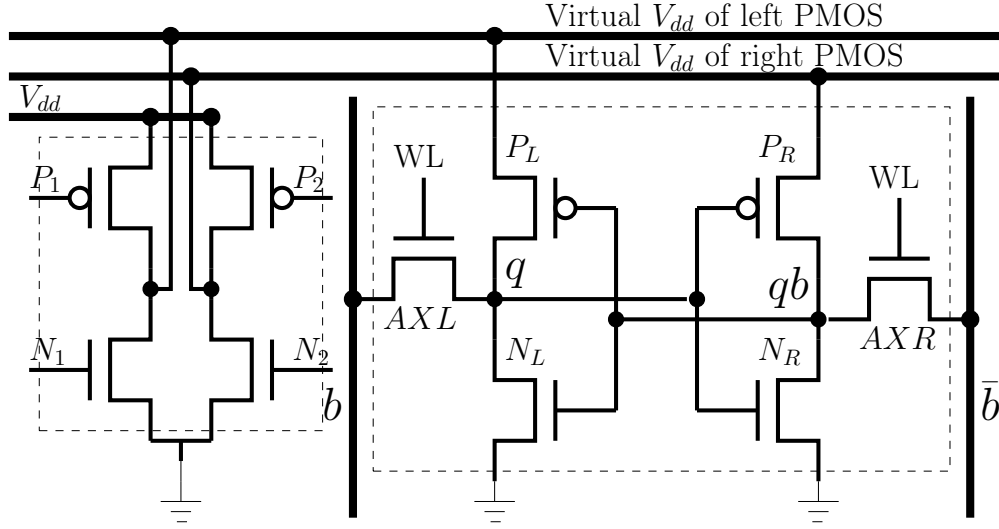 Virtual V_dd of left PMOS
Virtual V_dd of right PMOS
V_dd
P_L
P_R
WL
WL
P_1
P_2
q
qb
AXL
AXR
N_1
N_2
N_L
N_R
b
b̄